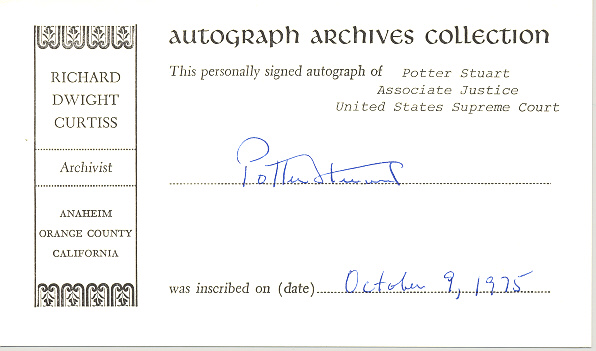 RICHARD
DWIGHT
CURTISS
Archivist
ANAHEIM
ORANGE COUNTY
CALIFORNIA
autograph archives collection
This personally signed autograph of Potter Stuart
Associate Justice
United States Supreme Court
Potter Stewart
was inscribed on (date) October 9, 1975